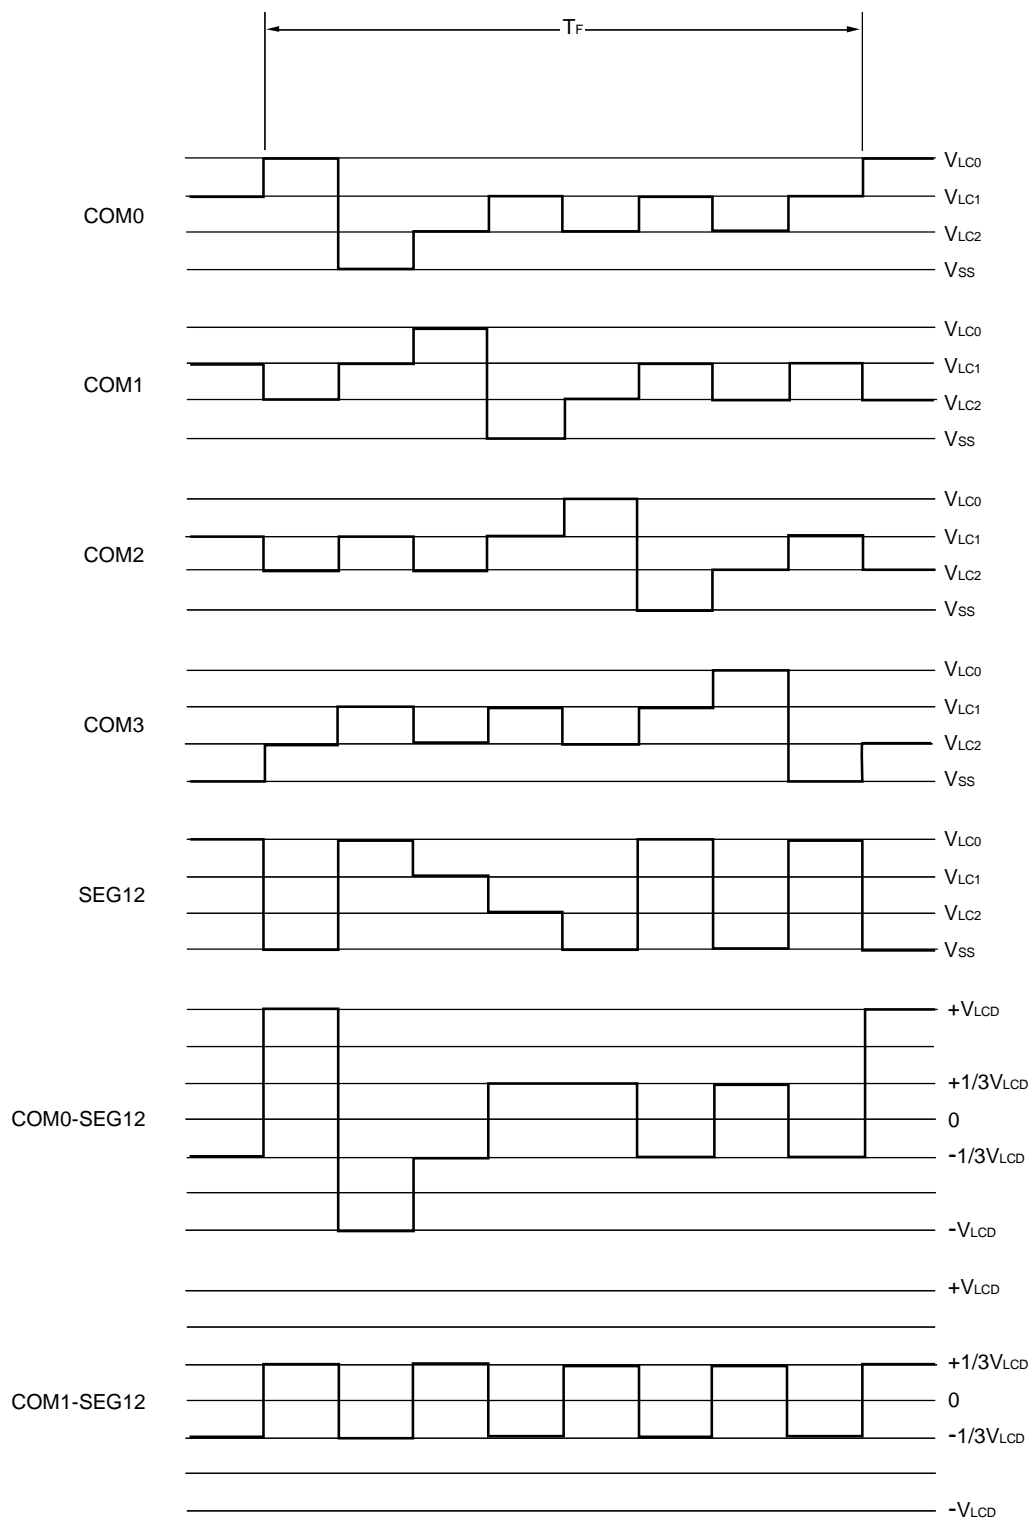 TF
COM0
VLC0
VLC1
VLC2
VSS
COM1
VLC0
VLC1
VLC2
VSS
COM2
VLC0
VLC1
VLC2
VSS
COM3
VLC0
VLC1
VLC2
VSS
SEG12
VLC0
VLC1
VLC2
VSS
COM0-SEG12
+VLCD
+1/3VLCD
0
-1/3VLCD
-VLCD
COM1-SEG12
+VLCD
+1/3VLCD
0
-1/3VLCD
-VLCD